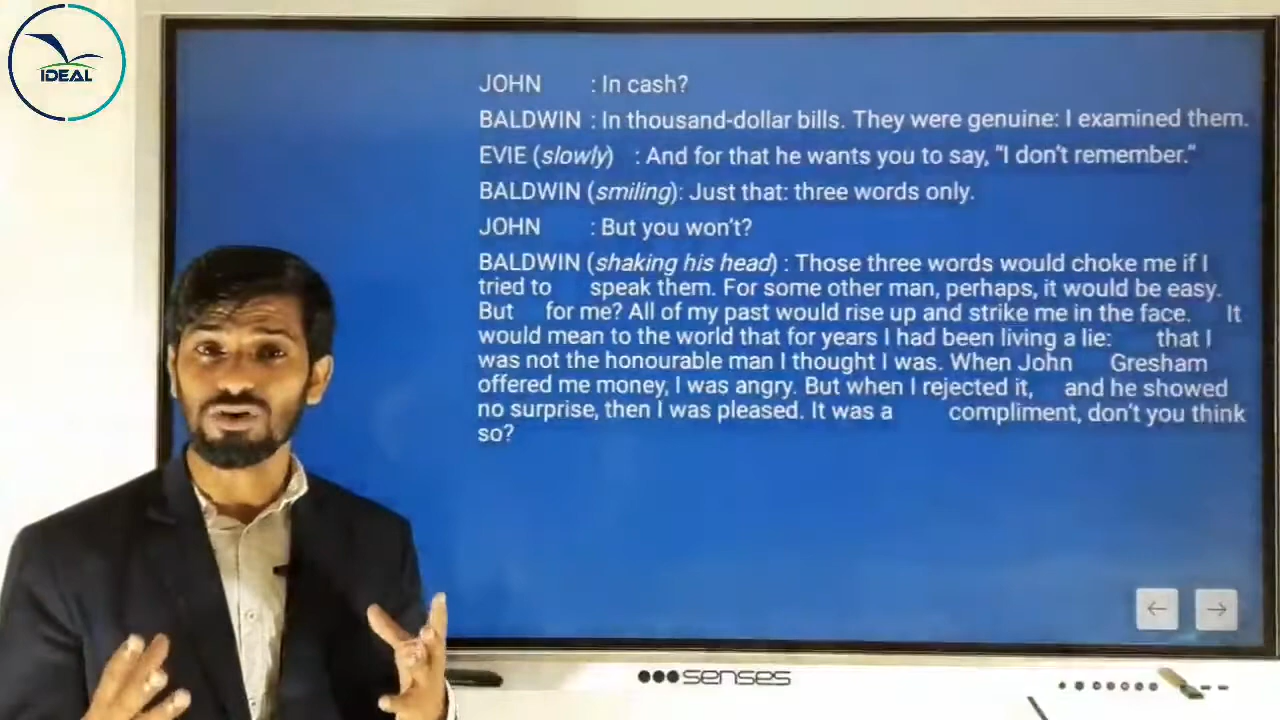 IDEAL
JOHN : In cash?
BALDWIN : In thousand-dollar bills. They were genuine: I examined them.
EVIE (slowly) : And for that he wants you to say, "I don't remember."
BALDWIN (smiling): Just that: three words only.
JOHN : But you won't?
BALDWIN (shaking his head) : Those three words would choke me if I
tried to speak them. For some other man, perhaps, it would be easy.
But for me? All of my past would rise up and strike me in the face. It
would mean to the world that for years I had been living a lie: that I
was not the honourable man I thought I was. When John Gresham
offered me money, I was angry. But when I rejected it, and he showed
no surprise, then I was pleased. It was a compliment, don't you think
so?
senses